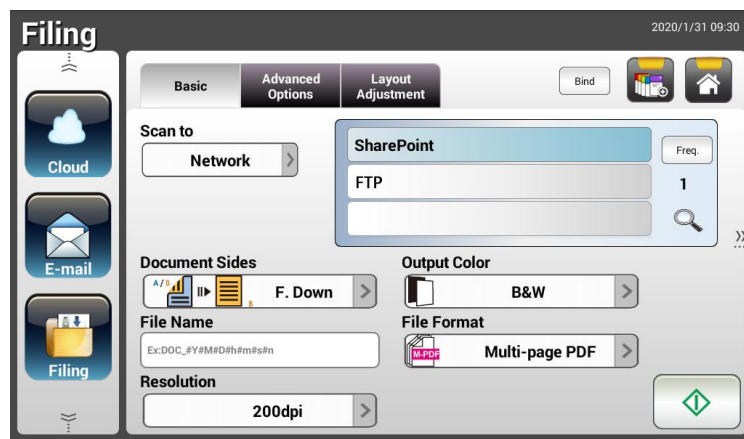 Filing
2020/1/31 09:30
Basic
Advanced
Options
Layout
Adjustment
Bind
Cloud
E-mail
Filing
Scan to
Network
SharePoint
FTP
Freq.
1
Document Sides
A/B
B
F. Down
Output Color
B&W
File Name
Ex:DOC_#Y#M#D#h#m#s#n
File Format
M-PDF
Multi-page PDF
Resolution
200dpi